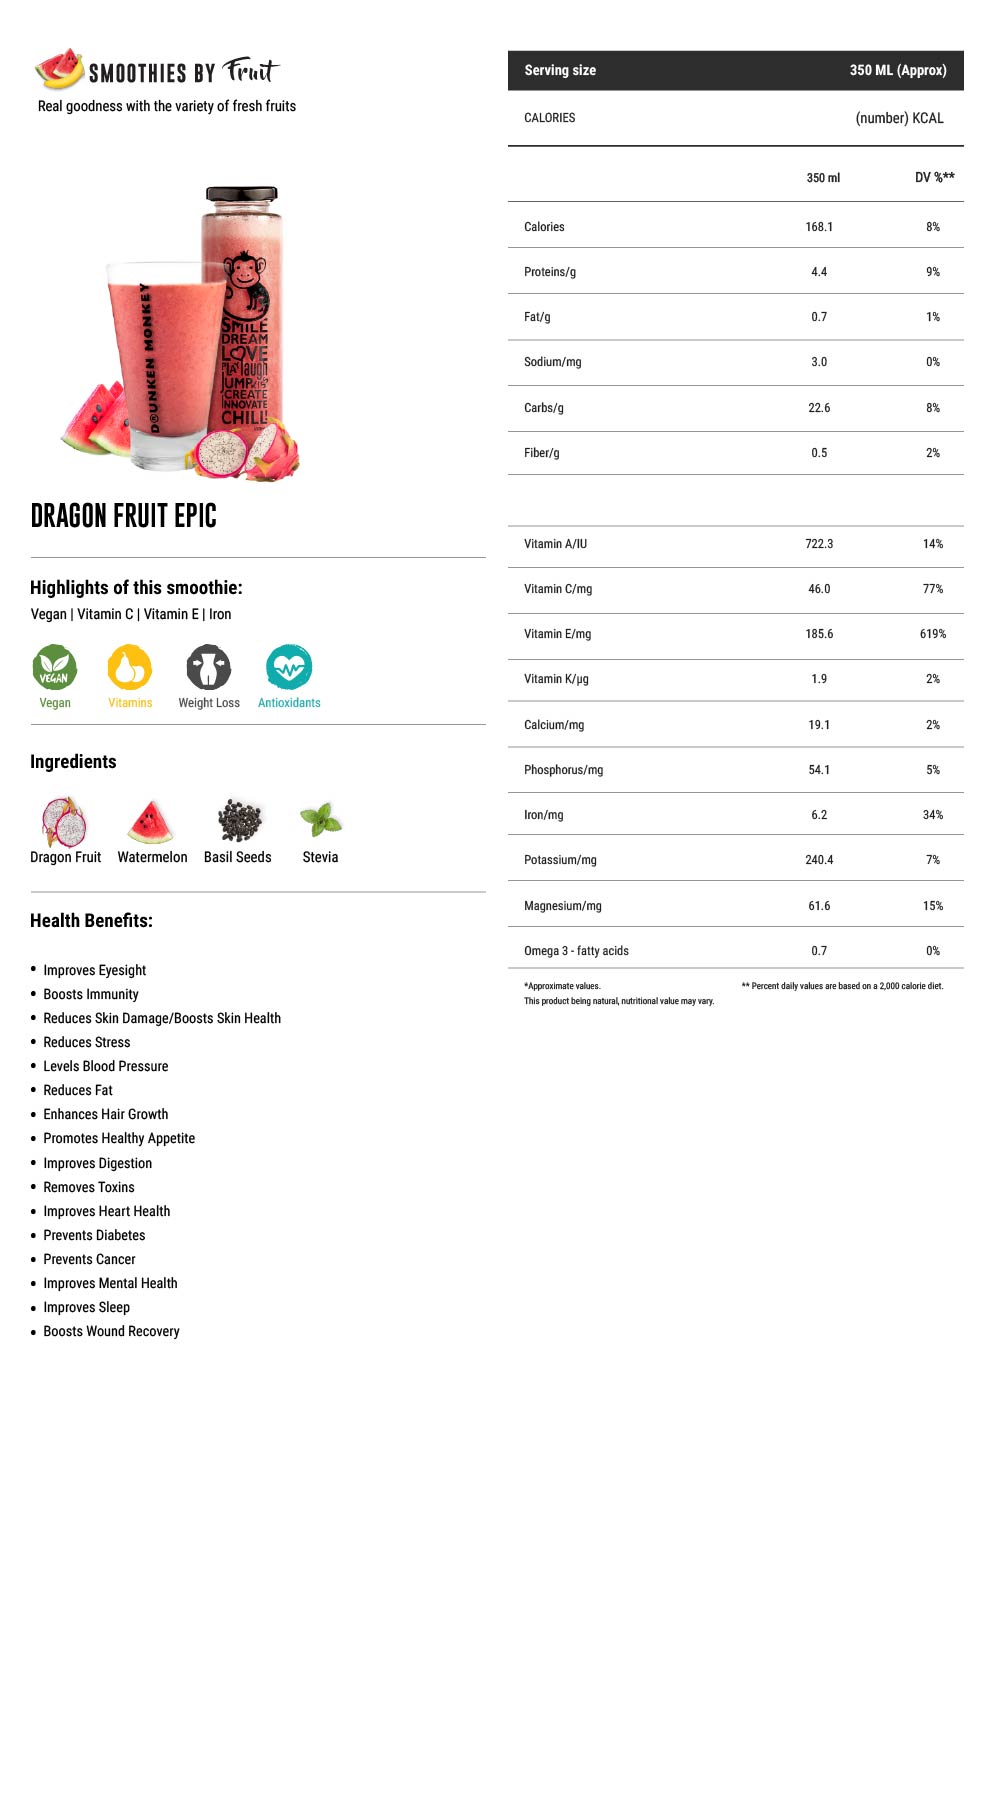 SMOOTHIES BY Fruit
Real goodness with the variety of fresh fruits
DRUNKEN MONKEY
SMILE
DREAM
LOVE
PLAY laugh
JUMP
CREATE
INNOVATE
CHILL
DRAGON FRUIT EPIC
Highlights of this smoothie:
Vegan | Vitamin C | Vitamin E | Iron
VEGAN
Vegan Vitamins Weight Loss Antioxidants
Ingredients
Dragon Fruit Watermelon Basil Seeds Stevia
Health Benefits:
• Improves Eyesight
• Boosts Immunity
• Reduces Skin Damage/Boosts Skin Health
• Reduces Stress
• Levels Blood Pressure
• Reduces Fat
• Enhances Hair Growth
• Promotes Healthy Appetite
• Improves Digestion
• Removes Toxins
• Improves Heart Health
• Prevents Diabetes
• Prevents Cancer
• Improves Mental Health
• Improves Sleep
• Boosts Wound Recovery
Serving size 350 ML (Approx)
CALORIES (number) KCAL
350 ml DV %**
Calories 168.1 8%
Proteins/g 4.4 9%
Fat/g 0.7 1%
Sodium/mg 3.0 0%
Carbs/g 22.6 8%
Fiber/g 0.5 2%
Vitamin A/IU 722.3 14%
Vitamin C/mg 46.0 77%
Vitamin E/mg 185.6 619%
Vitamin K/µg 1.9 2%
Calcium/mg 19.1 2%
Phosphorus/mg 54.1 5%
Iron/mg 6.2 34%
Potassium/mg 240.4 7%
Magnesium/mg 61.6 15%
Omega 3 - fatty acids 0.7 0%
*Approximate values. ** Percent daily values are based on a 2,000 calorie diet.
This product being natural, nutritional value may vary.